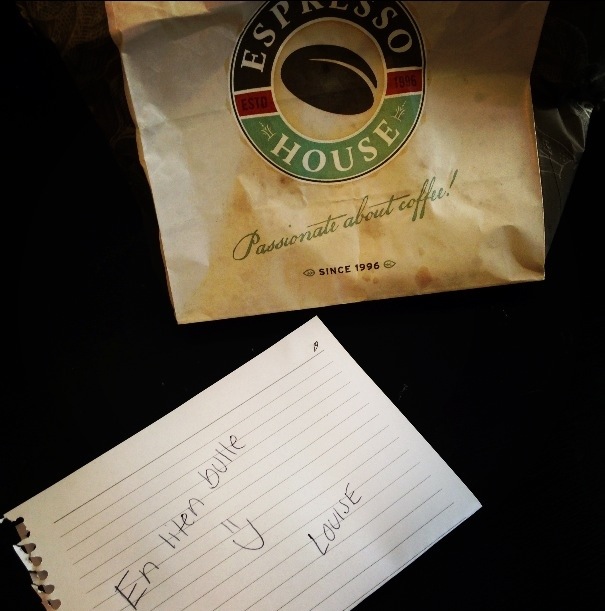 ESPRESSO
ESTD 1996
HOUSE
Passionate about coffee!
SINCE 1996
En liten bulle
=)
LOUISE